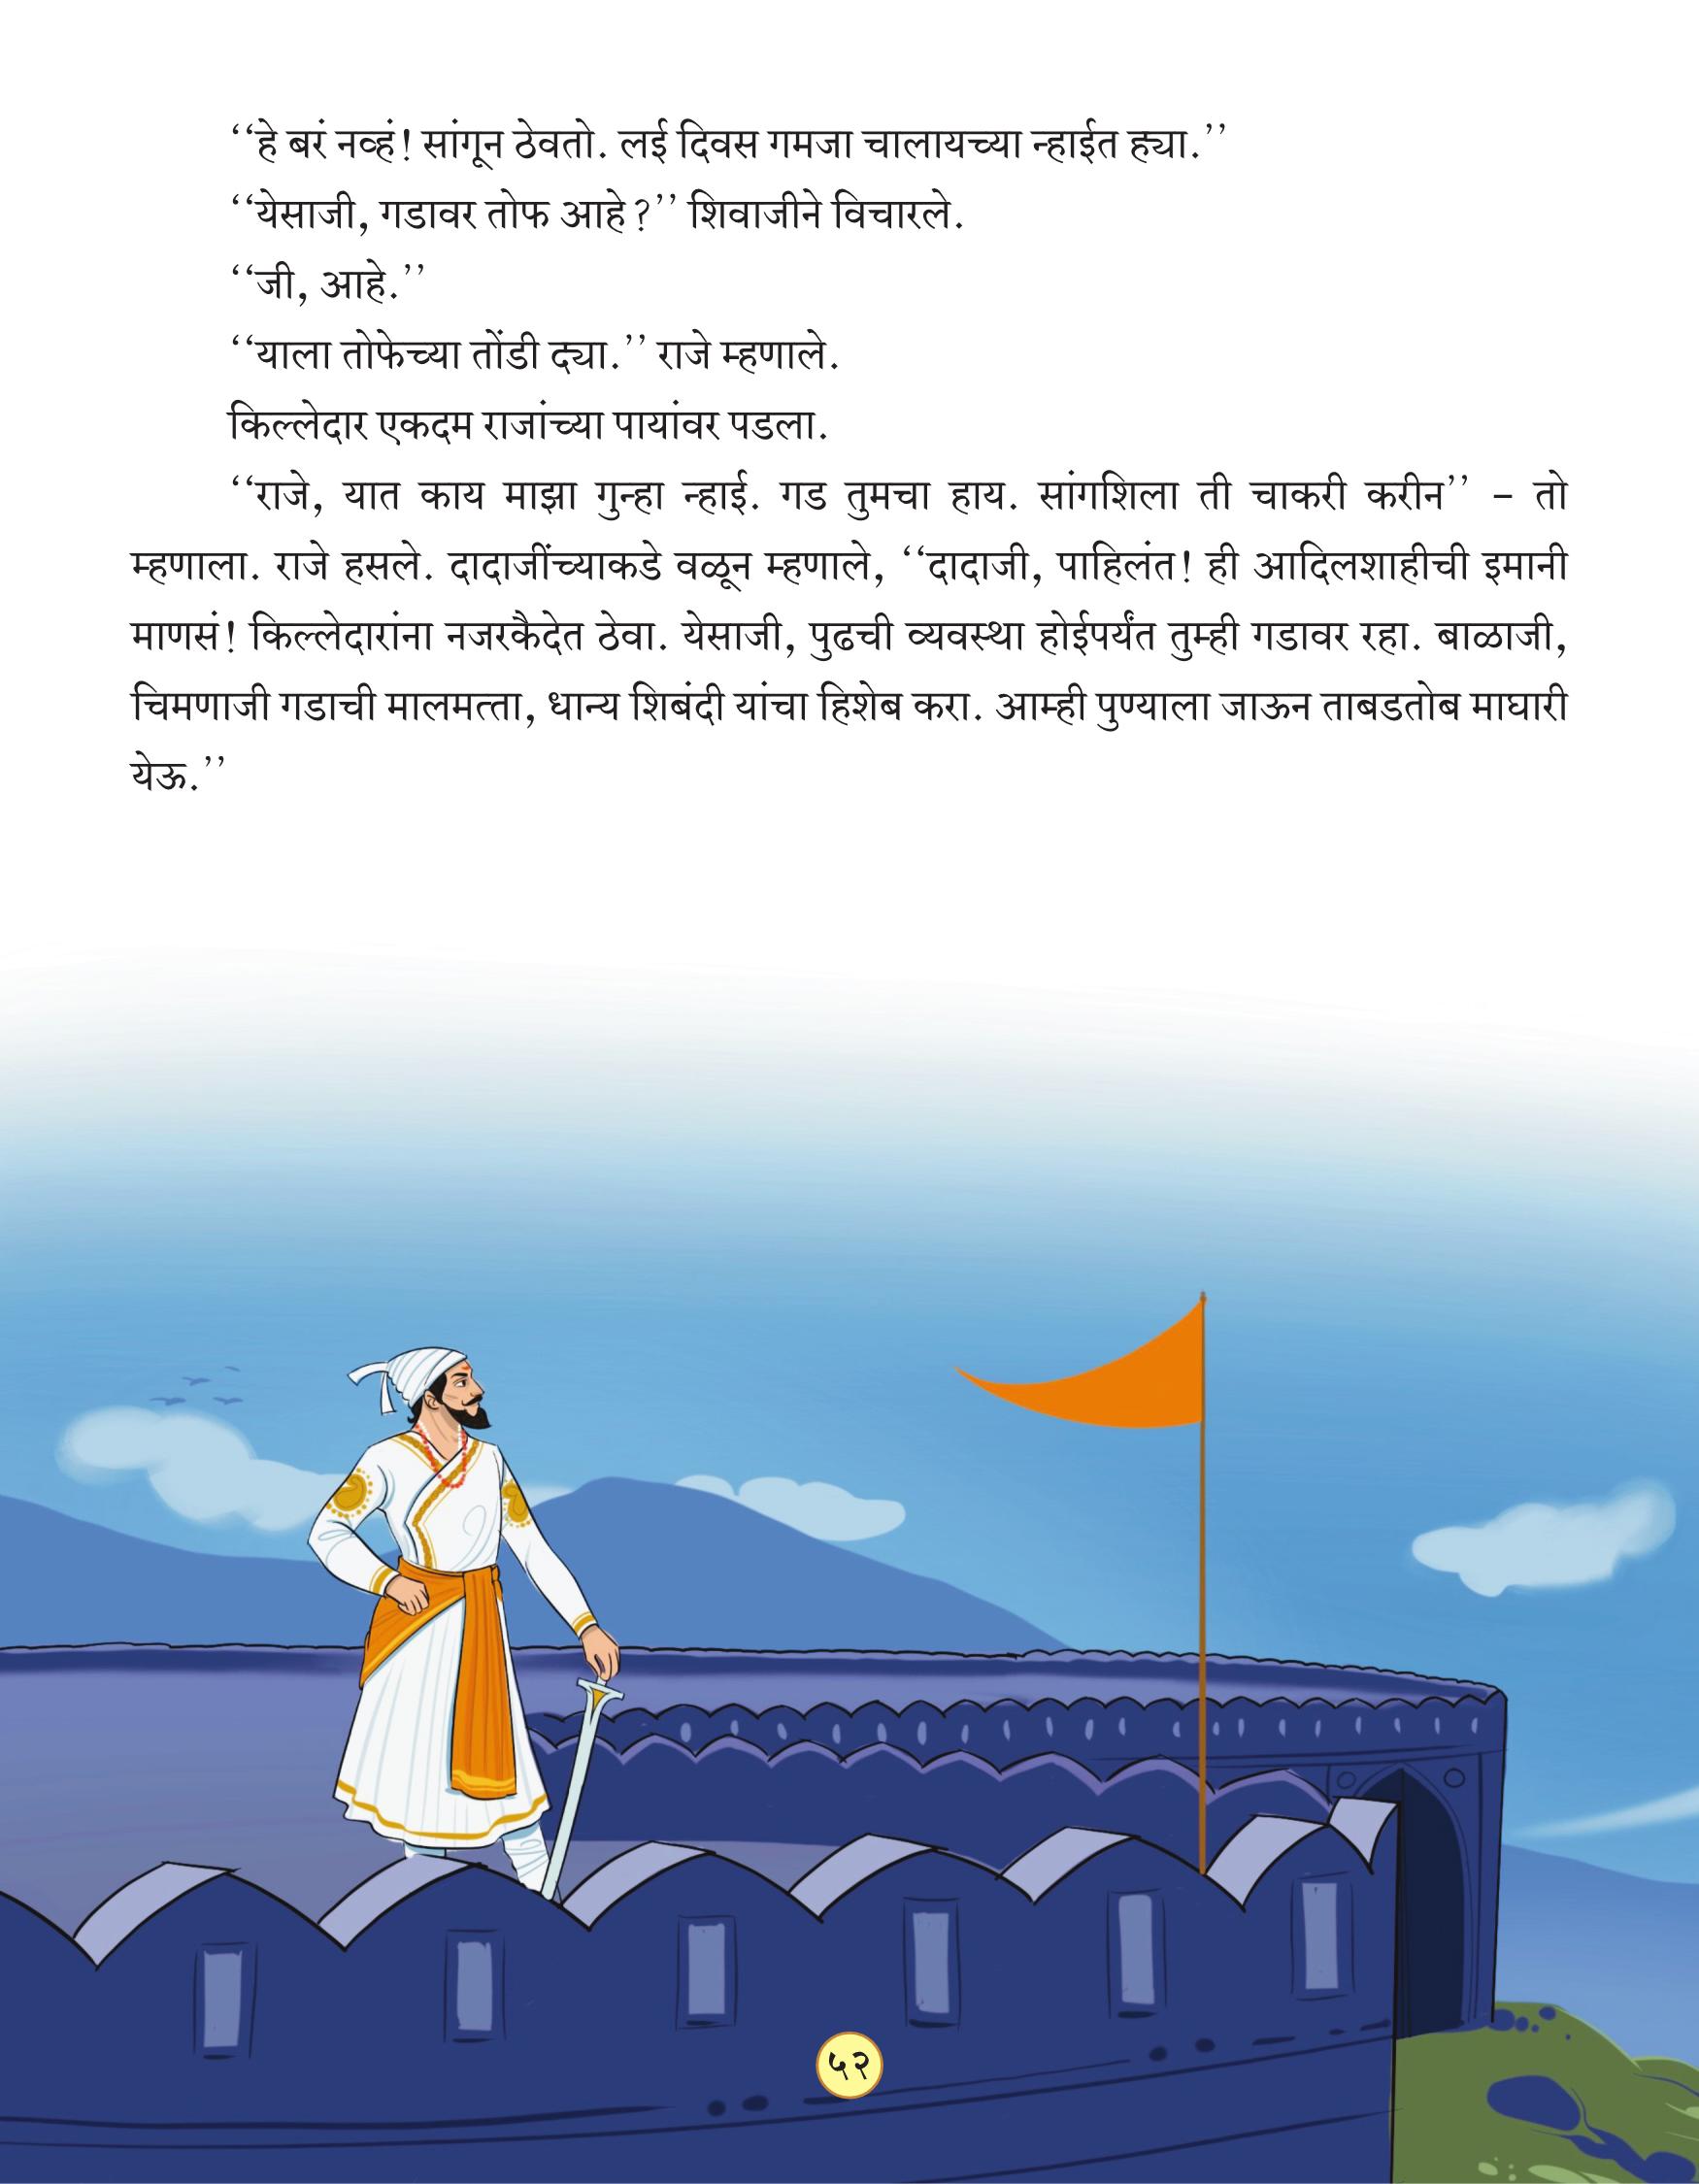 ‘‘हे बरं नव्हं! सांगून ठेवतो. लई दिवस गमजा चालायच्या न्हाईत ह्या.’’
‘‘येसाजी, गडावर तोफ आहे?’’ शिवाजीने विचारले.
‘‘जी, आहे.’’
‘‘याला तोफेच्या तोंडी द्या.’’ राजे म्हणाले.
किल्लेदार एकदम राजांच्या पायांवर पडला.
‘‘राजे, यात काय माझा गुन्हा न्हाई. गड तुमचा हाय. सांगशिला ती चाकरी करीन’’ – तो
म्हणाला. राजे हसले. दादाजींच्याकडे वळून म्हणाले, ‘‘दादाजी, पाहिलंत! ही आदिलशाहीची इमानी
माणसं! किल्लेदारांना नजरकैदेत ठेवा. येसाजी, पुढची व्यवस्था होईपर्यंत तुम्ही गडावर रहा. बाळाजी,
चिमणाजी गडाची मालमत्ता, धान्य शिबंदी यांचा हिशेब करा. आम्ही पुण्याला जाऊन ताबडतोब माघारी
येऊ.’’
५२